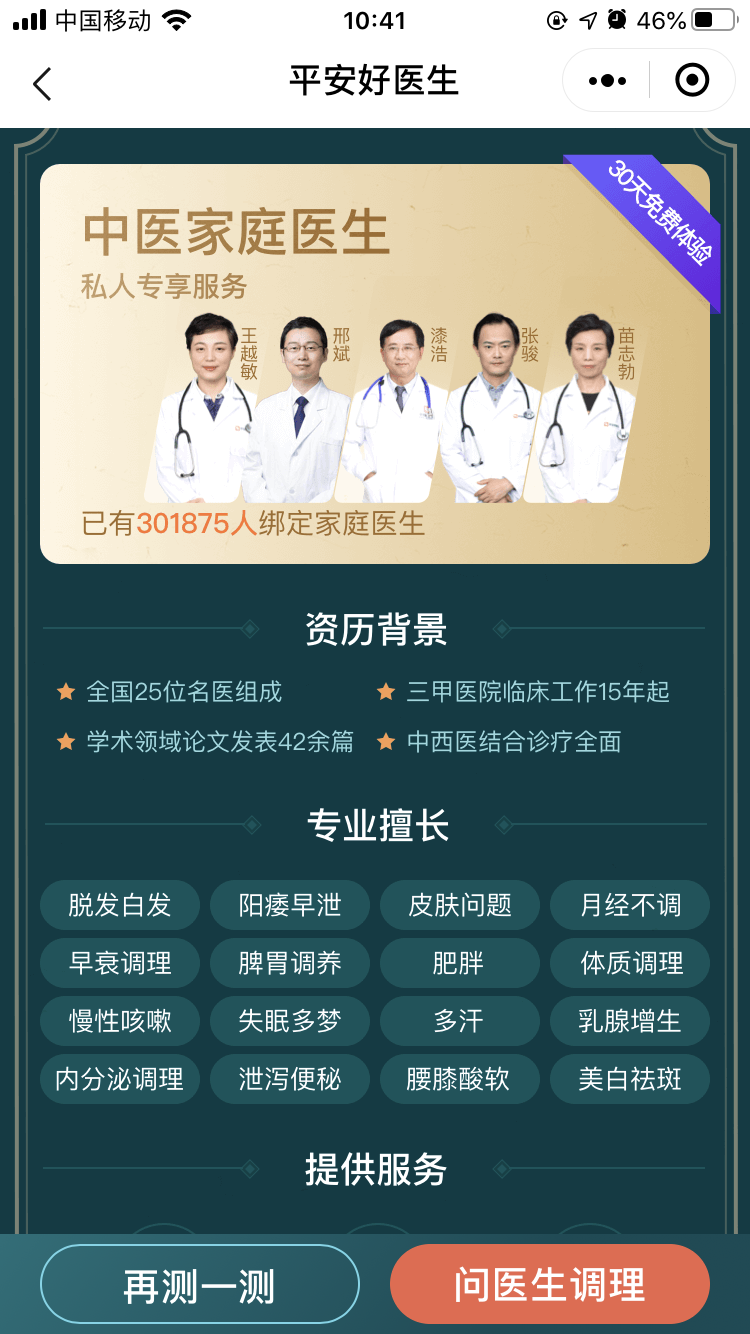 中国移动 10:41 46%
平安好医生
30天免费体验
中医家庭医生
私人专享服务
王越敏 邢斌 漆浩 张骏 苗志勃
已有301875人绑定家庭医生
资历背景
全国25位名医组成 三甲医院临床工作15年起
学术领域论文发表42余篇 中西医结合诊疗全面
专业擅长
脱发白发 阳痿早泄 皮肤问题 月经不调
早衰调理 脾胃调养 肥胖 体质调理
慢性咳嗽 失眠多梦 多汗 乳腺增生
内分泌调理 泄泻便秘 腰膝酸软 美白祛斑
提供服务
再测一测 问医生调理